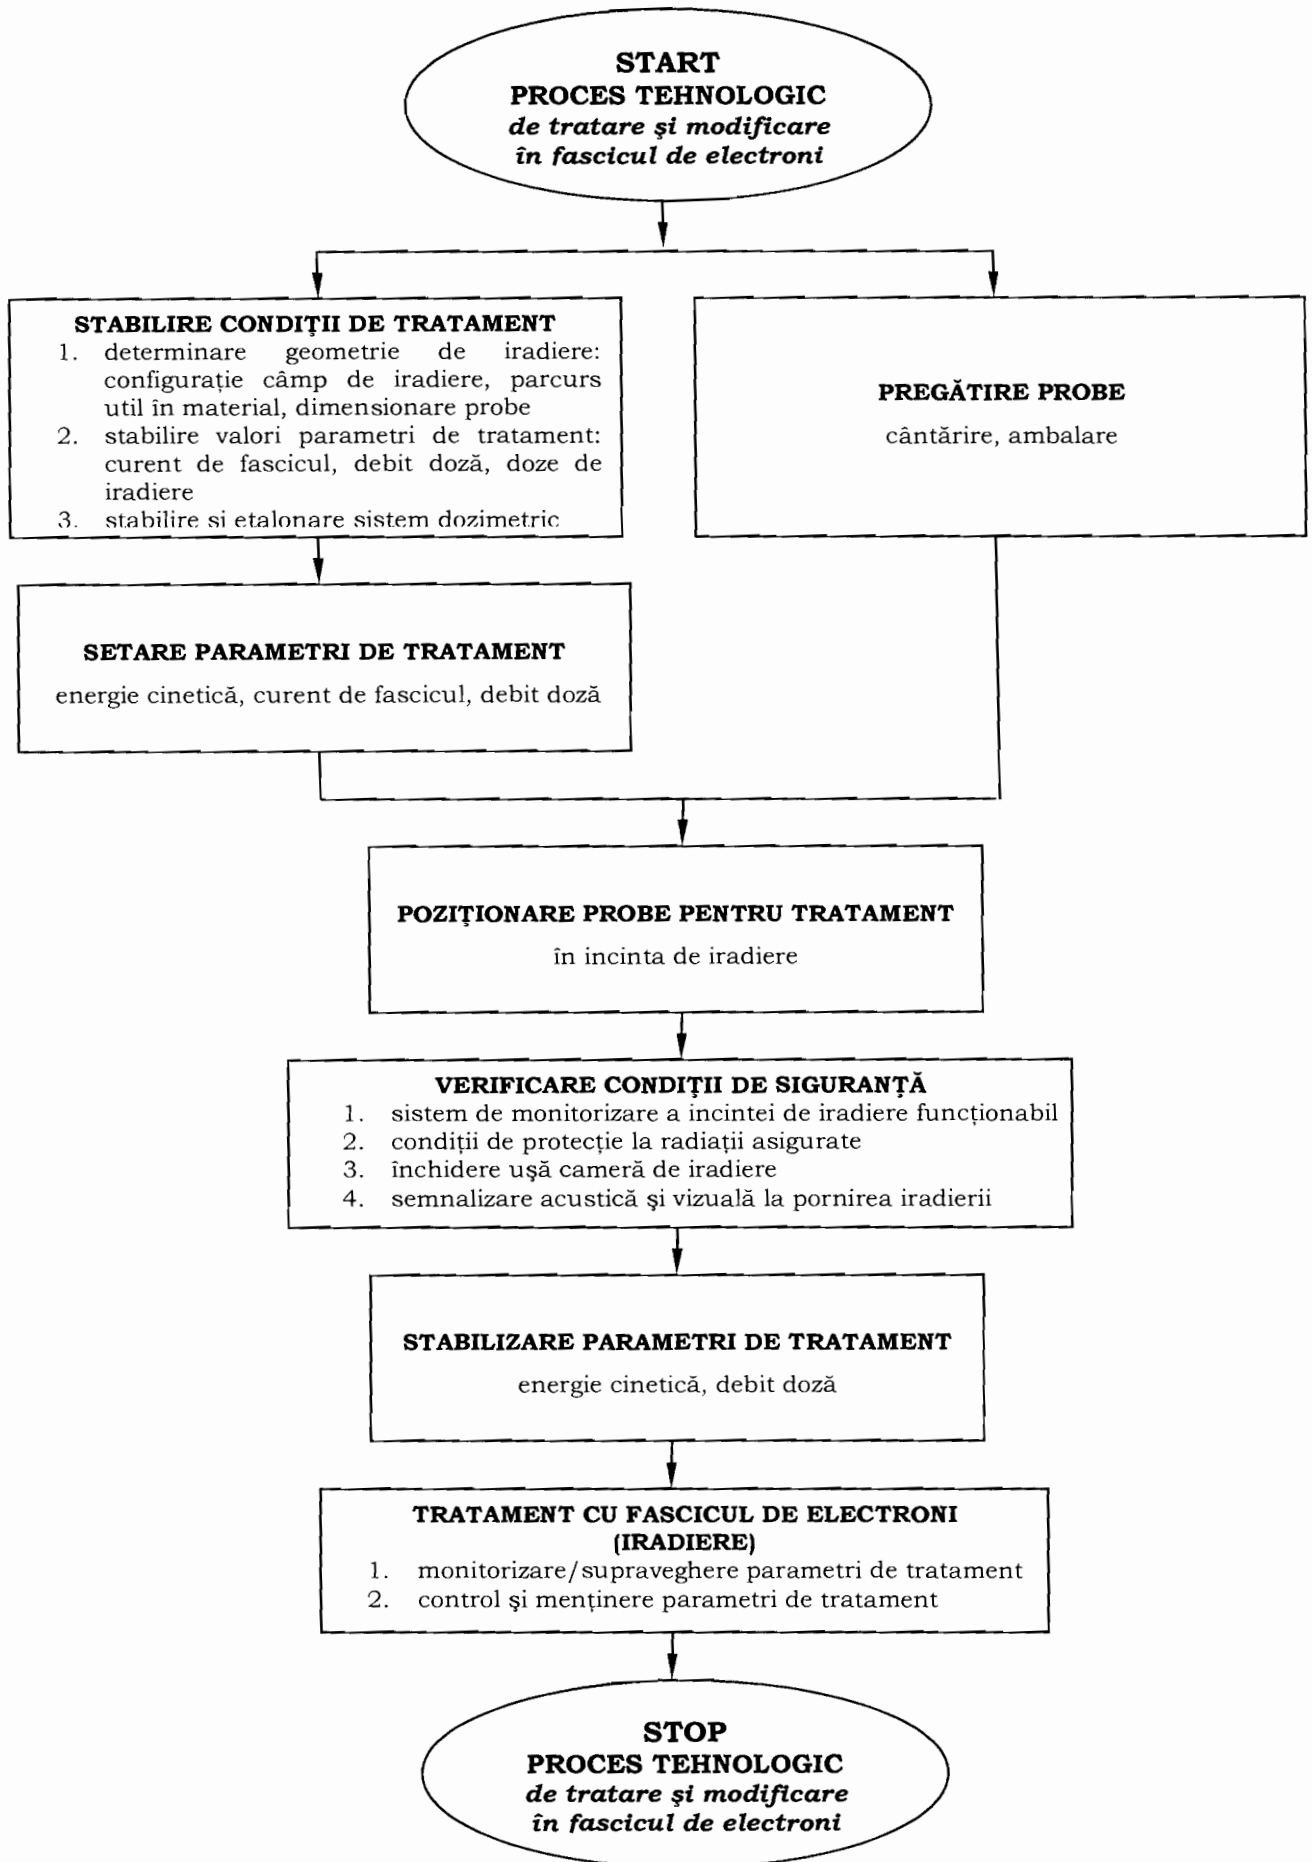 START
PROCES TEHNOLOGIC
de tratare şi modificare
în fascicul de electroni
STABILIRE CONDIŢII DE TRATAMENT
1. determinare geometrie de iradiere:
configuraţie câmp de iradiere, parcurs
util în material, dimensionare probe
2. stabilire valori parametri de tratament:
curent de fascicul, debit doză, doze de
iradiere
3. stabilire si etalonare sistem dozimetric
PREGĂTIRE PROBE
cântărire, ambalare
SETARE PARAMETRI DE TRATAMENT
energie cinetică, curent de fascicul, debit doză
POZIŢIONARE PROBE PENTRU TRATAMENT
în incinta de iradiere
VERIFICARE CONDIŢII DE SIGURANŢĂ
1. sistem de monitorizare a incintei de iradiere funcţionabil
2. condiţii de protecţie la radiaţii asigurate
3. închidere uşă cameră de iradiere
4. semnalizare acustică şi vizuală la pornirea iradierii
STABILIZARE PARAMETRI DE TRATAMENT
energie cinetică, debit doză
TRATAMENT CU FASCICUL DE ELECTRONI
(IRADIERE)
1. monitorizare/supraveghere parametri de tratament
2. control şi menţinere parametri de tratament
STOP
PROCES TEHNOLOGIC
de tratare şi modificare
în fascicul de electroni